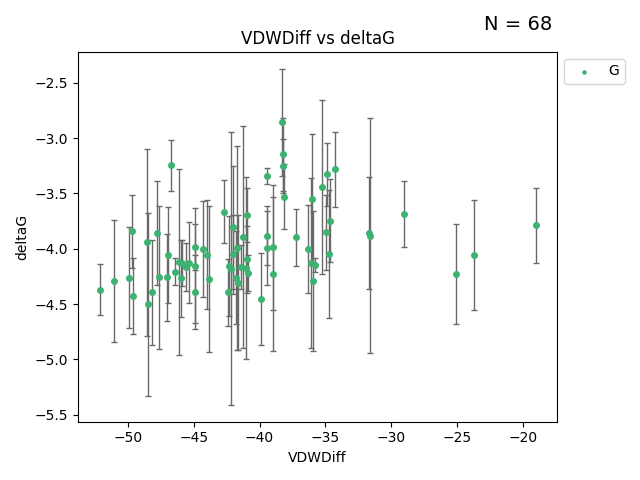 N = 68
VDWDiff vs deltaG
G
deltaG
−2.5
−3.0
−3.5
−4.0
−4.5
−5.0
−5.5
−50 −45 −40 −35 −30 −25 −20
VDWDiff